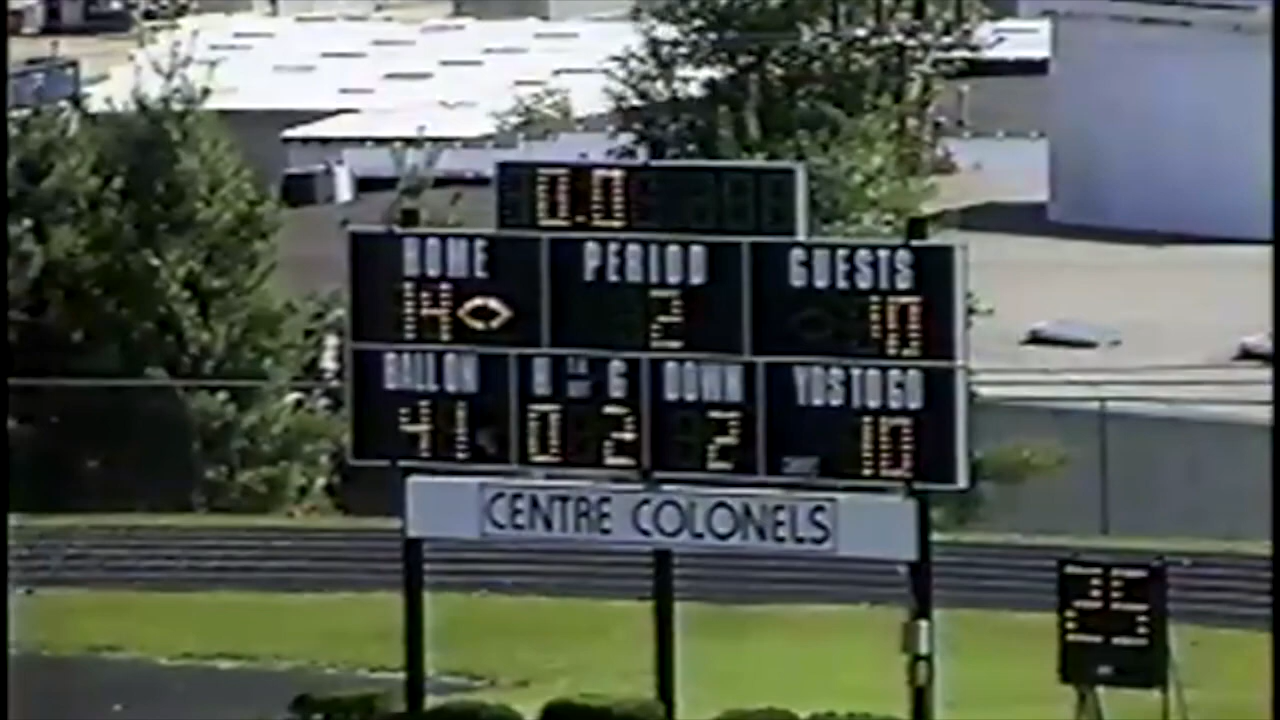 0.0
HOME PERIOD GUESTS
14 2 10
BALL ON DOWN YDS TO GO
41 0 2 2 10
CENTRE COLONELS